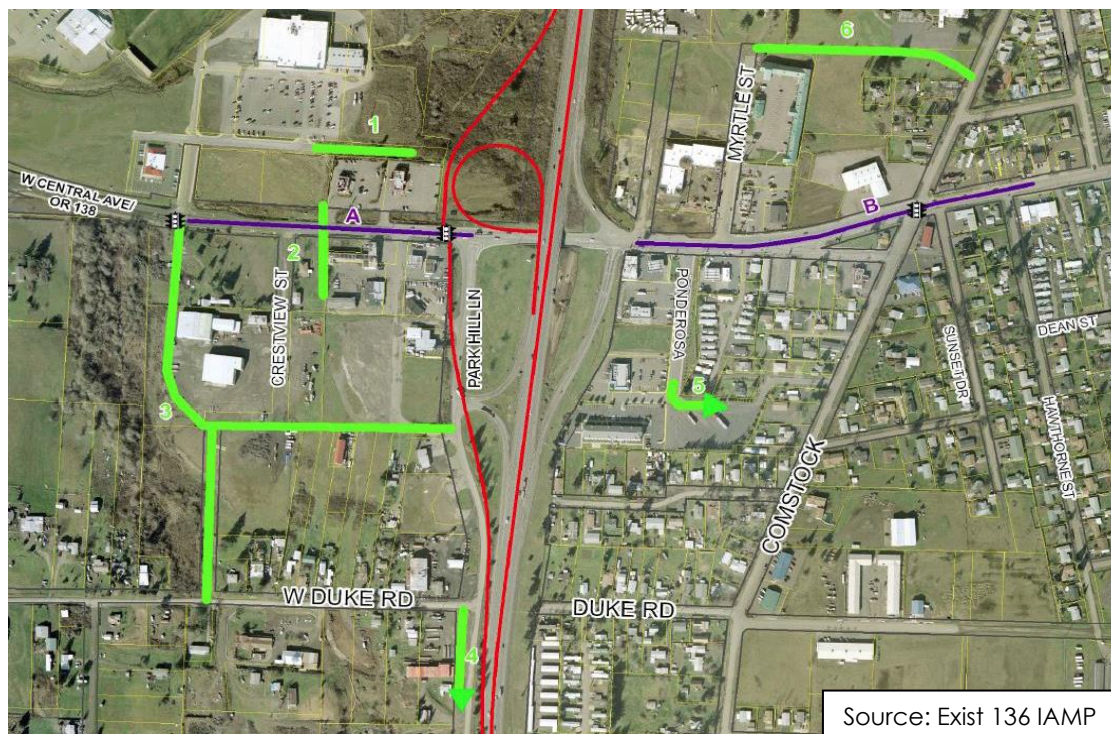 6
MYRTLE ST
1
W CENTRAL AVE/
OR 138
A
B
2
CRESTVIEW ST
PARK HILL LN
PONDEROSA
SUNSET DR
DEAN ST
HAWTHORNE ST
5
3
COMSTOCK
W DUKE RD
DUKE RD
4
Source: Exist 136 IAMP